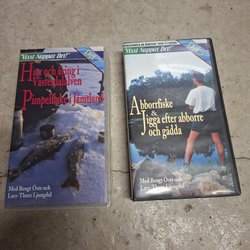 Visst Nappar Det!
Harr och öring i
Västerdalälven
Pimpelfiske i Jämtland
Med Bengt Öste och
Lars-Thure Ljungdal
Visst Nappar Det!
Abborrfiske
&
Jigga efter abborre
och gädda
Med Bengt Öste och
Lars-Thure Ljungdal